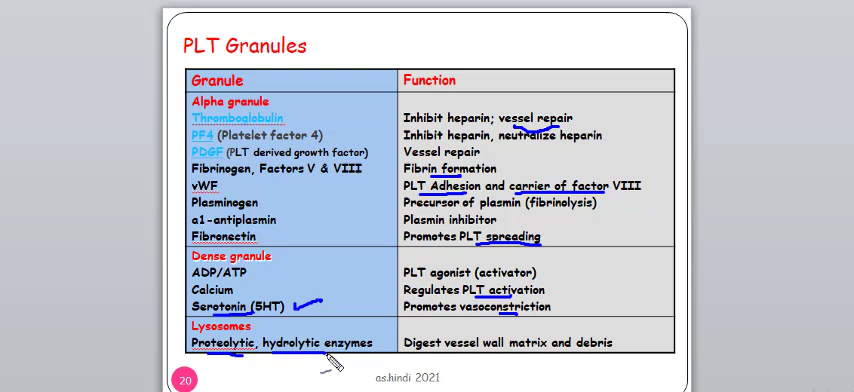 PLT Granules
Granule Function
Alpha granule
Thromboglobulin Inhibit heparin; vessel repair
PF4 (Platelet factor 4) Inhibit heparin, neutralize heparin
PDGF (PLT derived growth factor) Vessel repair
Fibrinogen, Factors V & VIII Fibrin formation
vWF PLT Adhesion and carrier of factor VIII
Plasminogen Precursor of plasmin (fibrinolysis)
a1-antiplasmin Plasmin inhibitor
Fibronectin Promotes PLT spreading
Dense granule
ADP/ATP PLT agonist (activator)
Calcium Regulates PLT activation
Serotonin (5HT) Promotes vasoconstriction
Lysosomes
Proteolytic, hydrolytic enzymes Digest vessel wall matrix and debris
20 as.hindi 2021